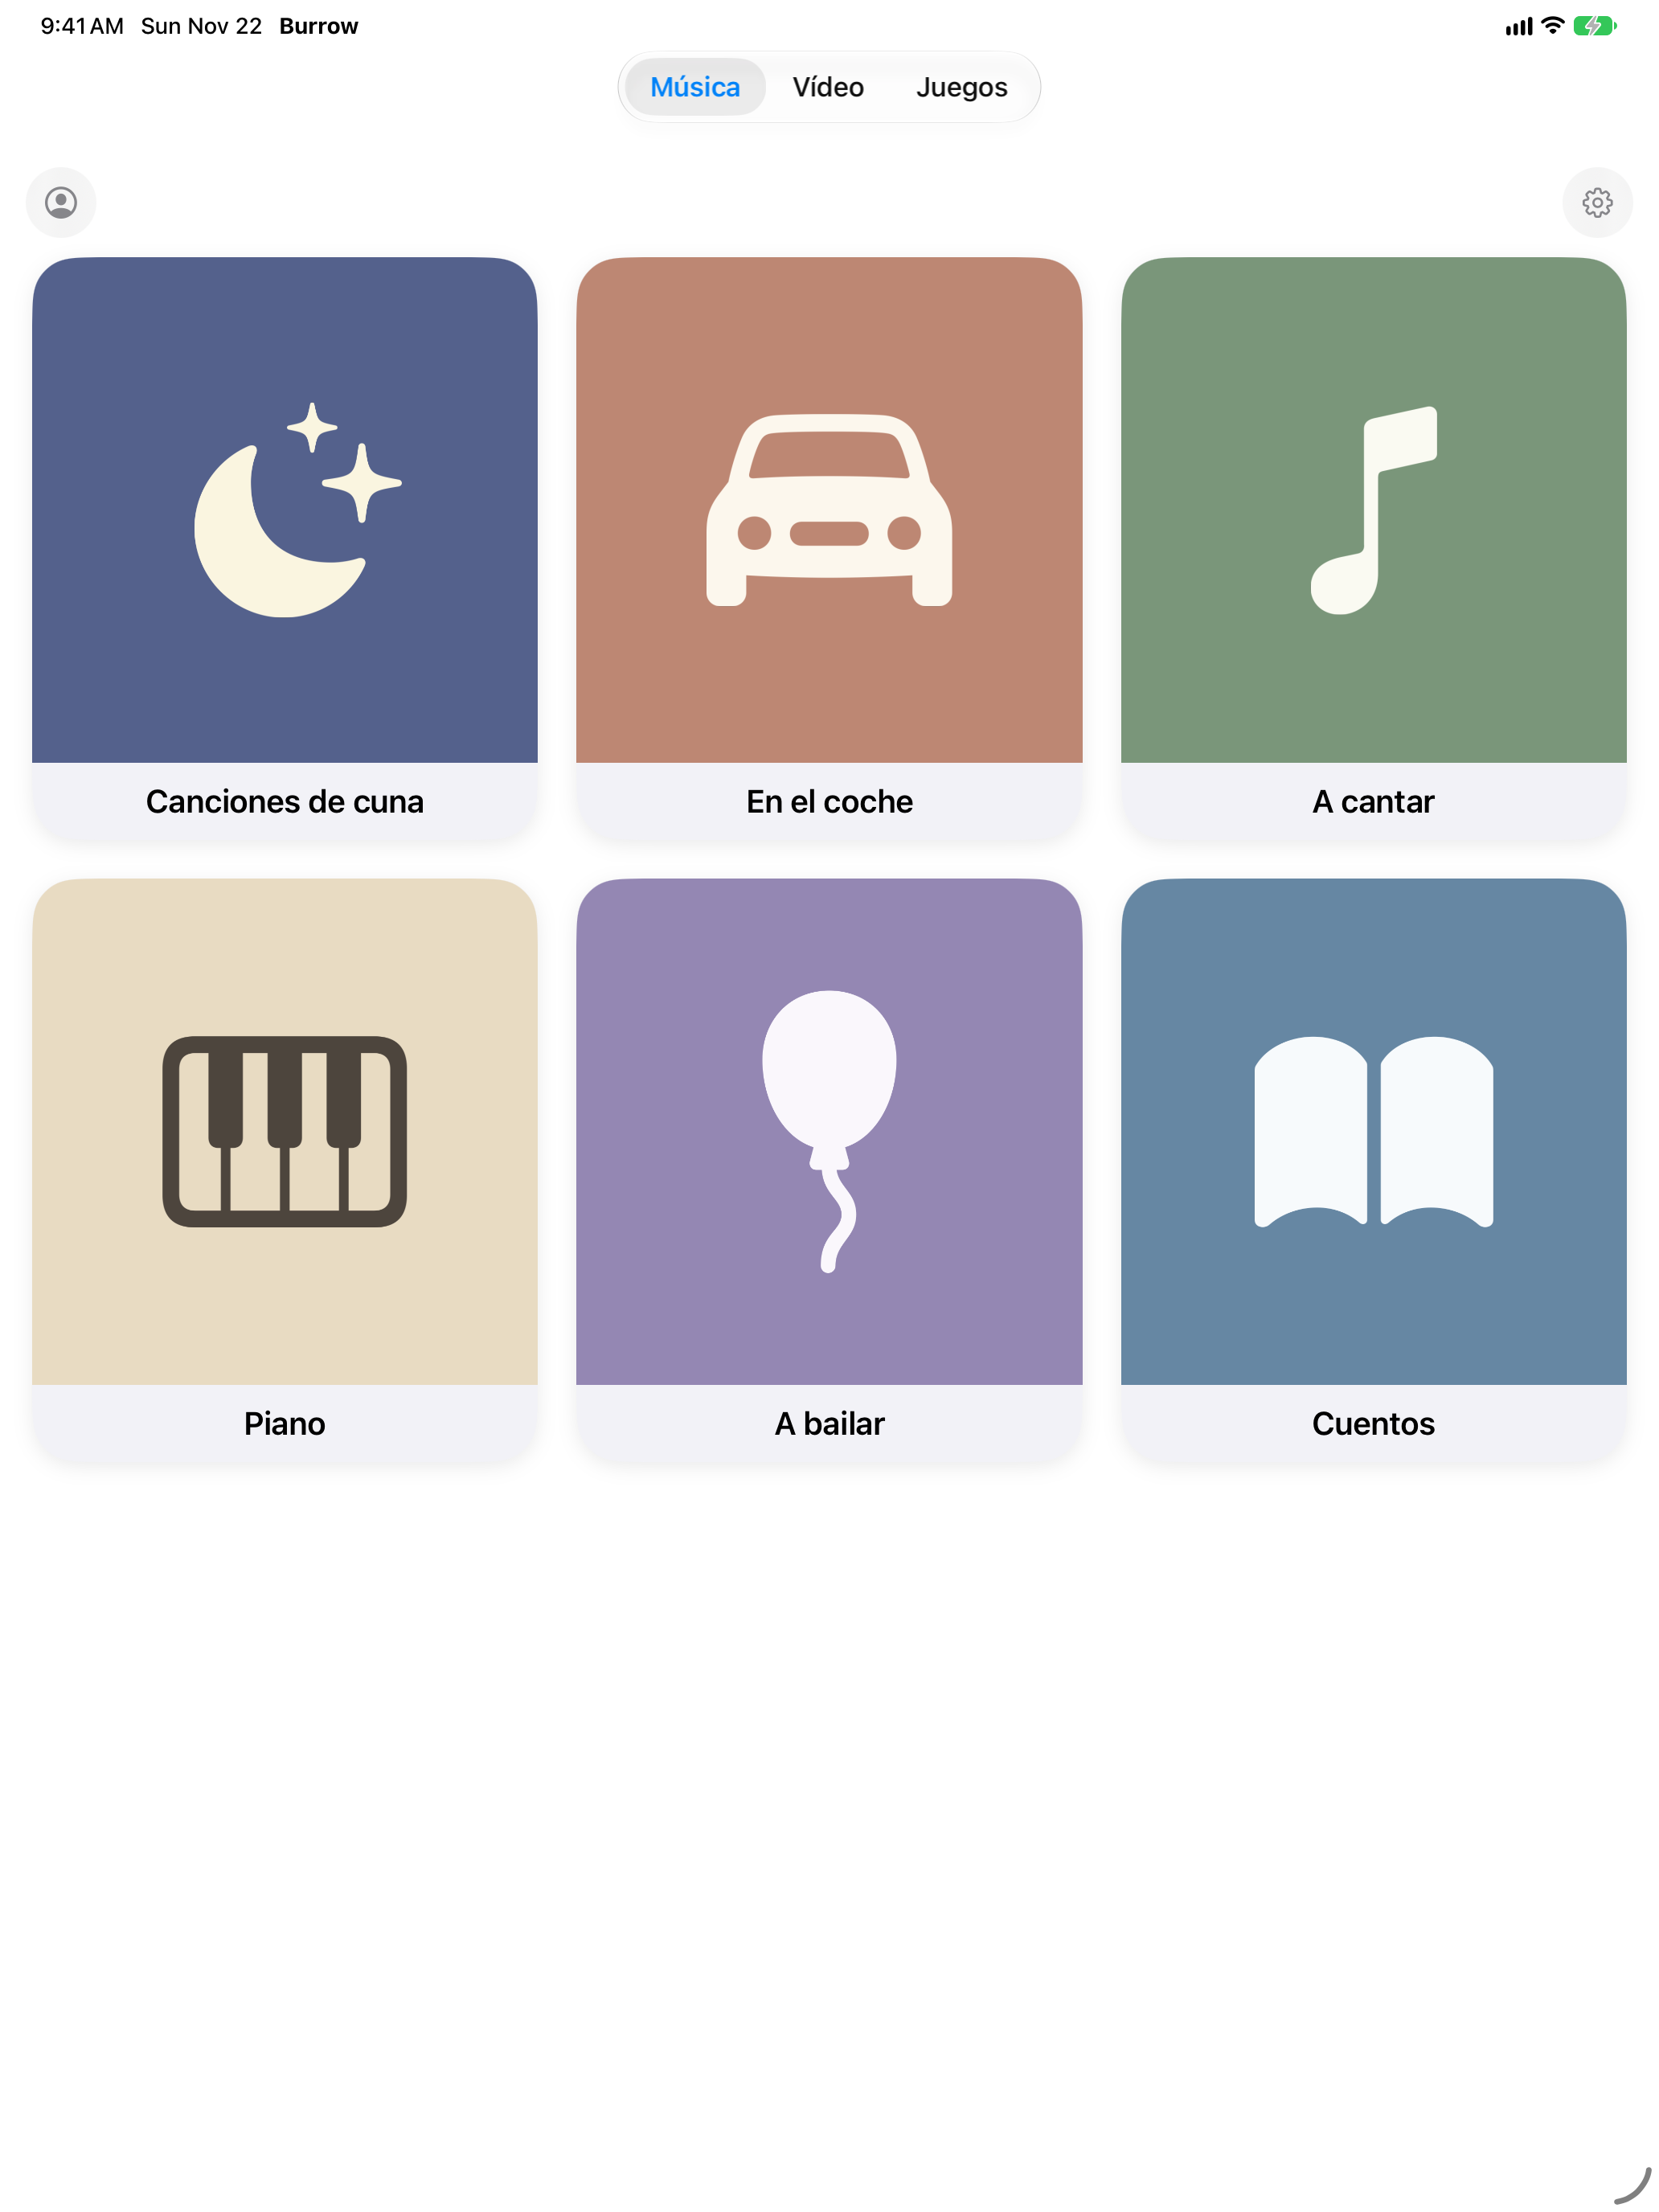 9:41 AM Sun Nov 22 Burrow
Música Vídeo Juegos
Canciones de cuna
En el coche
A cantar
Piano
A bailar
Cuentos